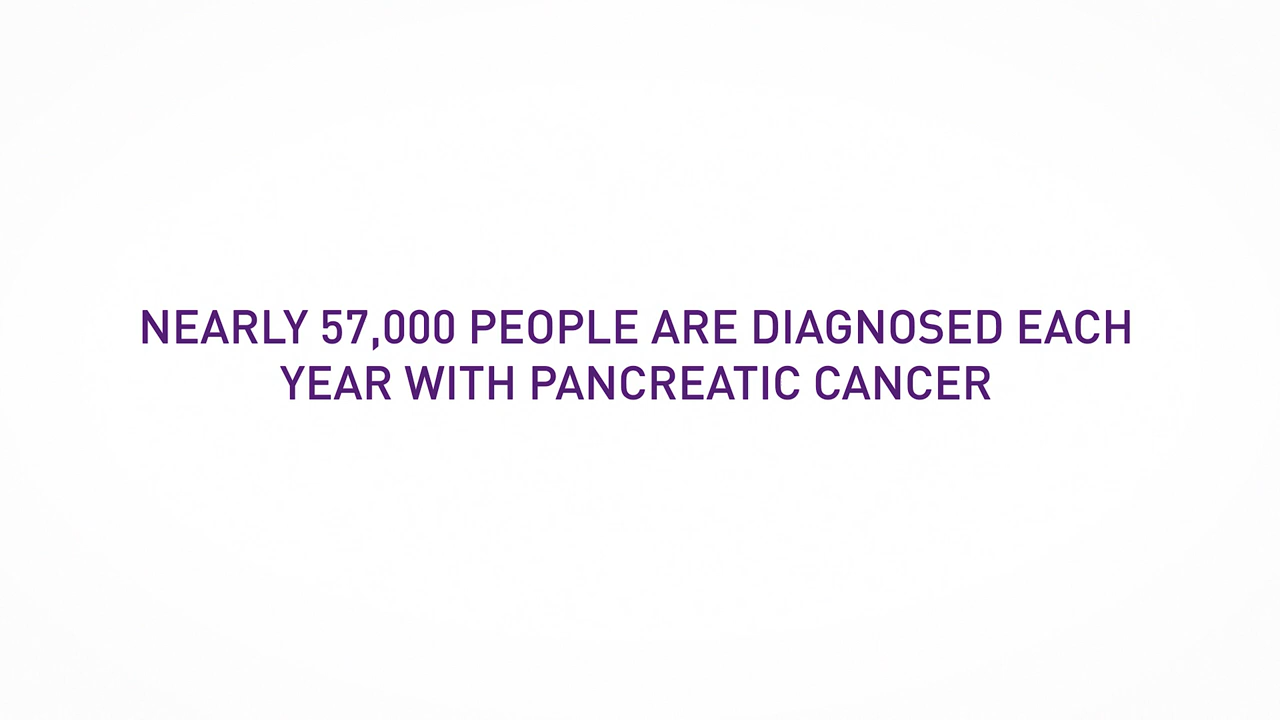 NEARLY 57,000 PEOPLE ARE DIAGNOSED EACH
YEAR WITH PANCREATIC CANCER